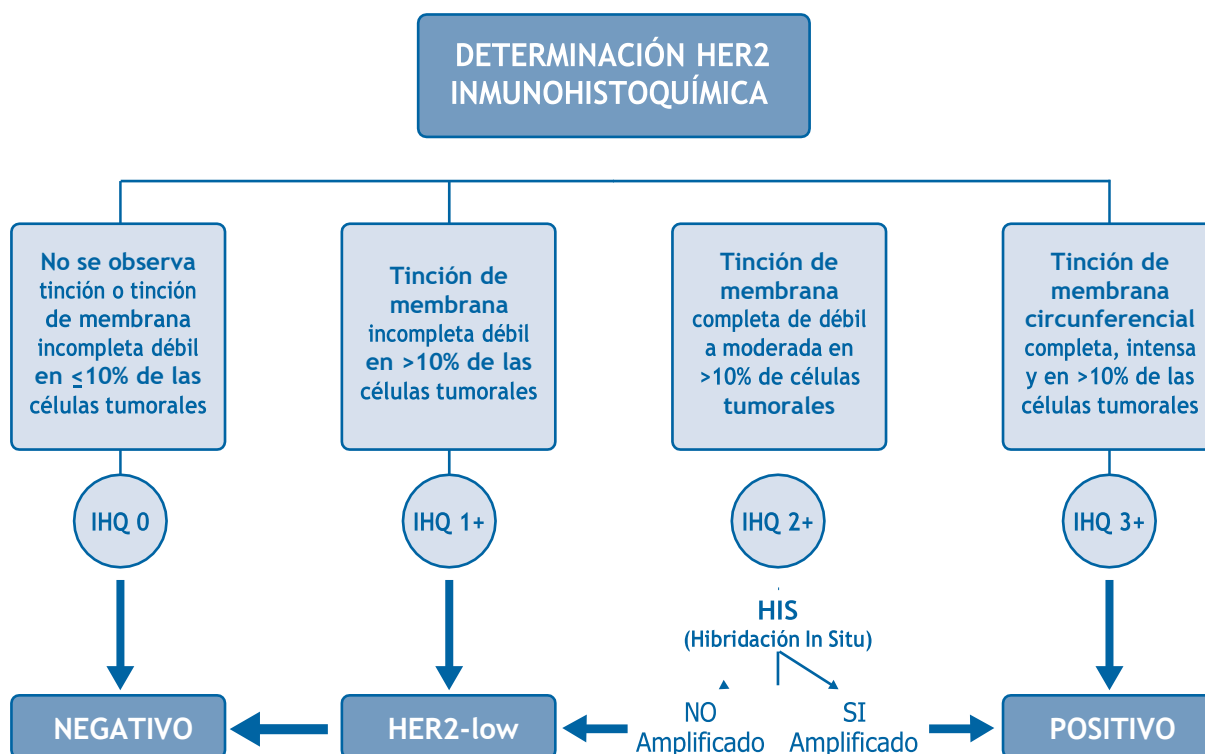 DETERMINACIÓN HER2
INMUNOHISTOQUÍMICA
No se observa
tinción o tinción
de membrana
incompleta débil
en ≤10% de las
células tumorales
Tinción de
membrana
incompleta débil
en >10% de las
células tumorales
Tinción de
membrana
completa de débil
a moderada en
>10% de células
tumorales
Tinción de
membrana
circunferencial
completa, intensa
y en >10% de las
células tumorales
IHQ 0
IHQ 1+
IHQ 2+
IHQ 3+
HIS
(Hibridación In Situ)
NO
Amplificado
SI
Amplificado
NEGATIVO
HER2-low
POSITIVO